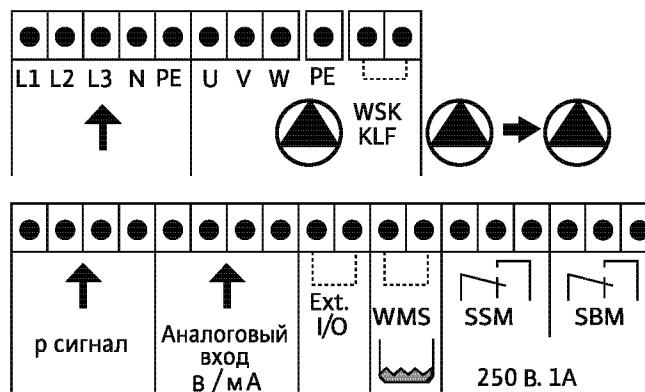 L1 L2 L3 N PE U V W PE
WSK
KLF
р сигнал
Аналоговый
вход
В / мА
Ext.
I/O
WMS
SSM
SBM
250 В. 1А